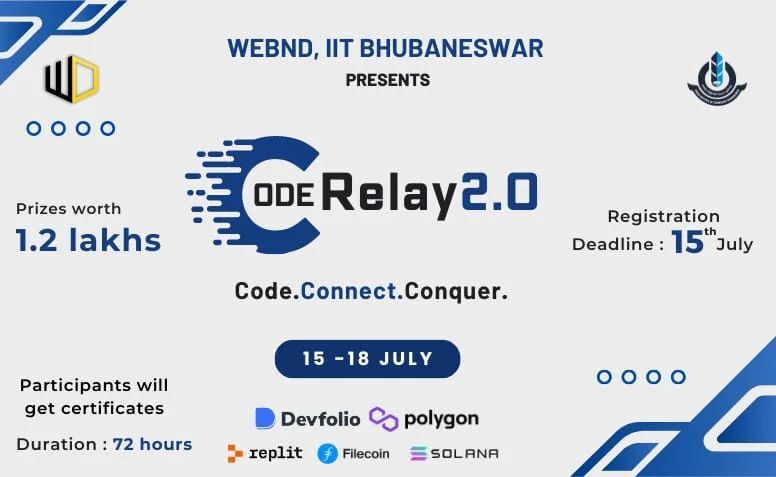 WEBND, IIT BHUBANESWAR
PRESENTS
WD
CODE Relay2.0
Prizes worth
1.2 lakhs
Registration
Deadline : 15th July
Code.Connect.Conquer.
15 -18 JULY
Participants will
get certificates
Duration : 72 hours
Devfolio polygon
replit Filecoin SOLANA